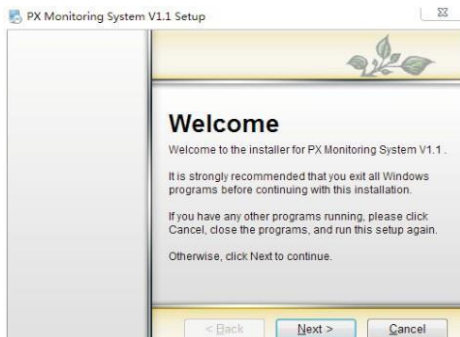 PX Monitoring System V1.1 Setup
Welcome
Welcome to the installer for PX Monitoring System V1.1 .
It is strongly recommended that you exit all Windows
programs before continuing with this installation.
If you have any other programs running, please click
Cancel, close the programs, and run this setup again.
Otherwise, click Next to continue.
< Back
Next >
Cancel